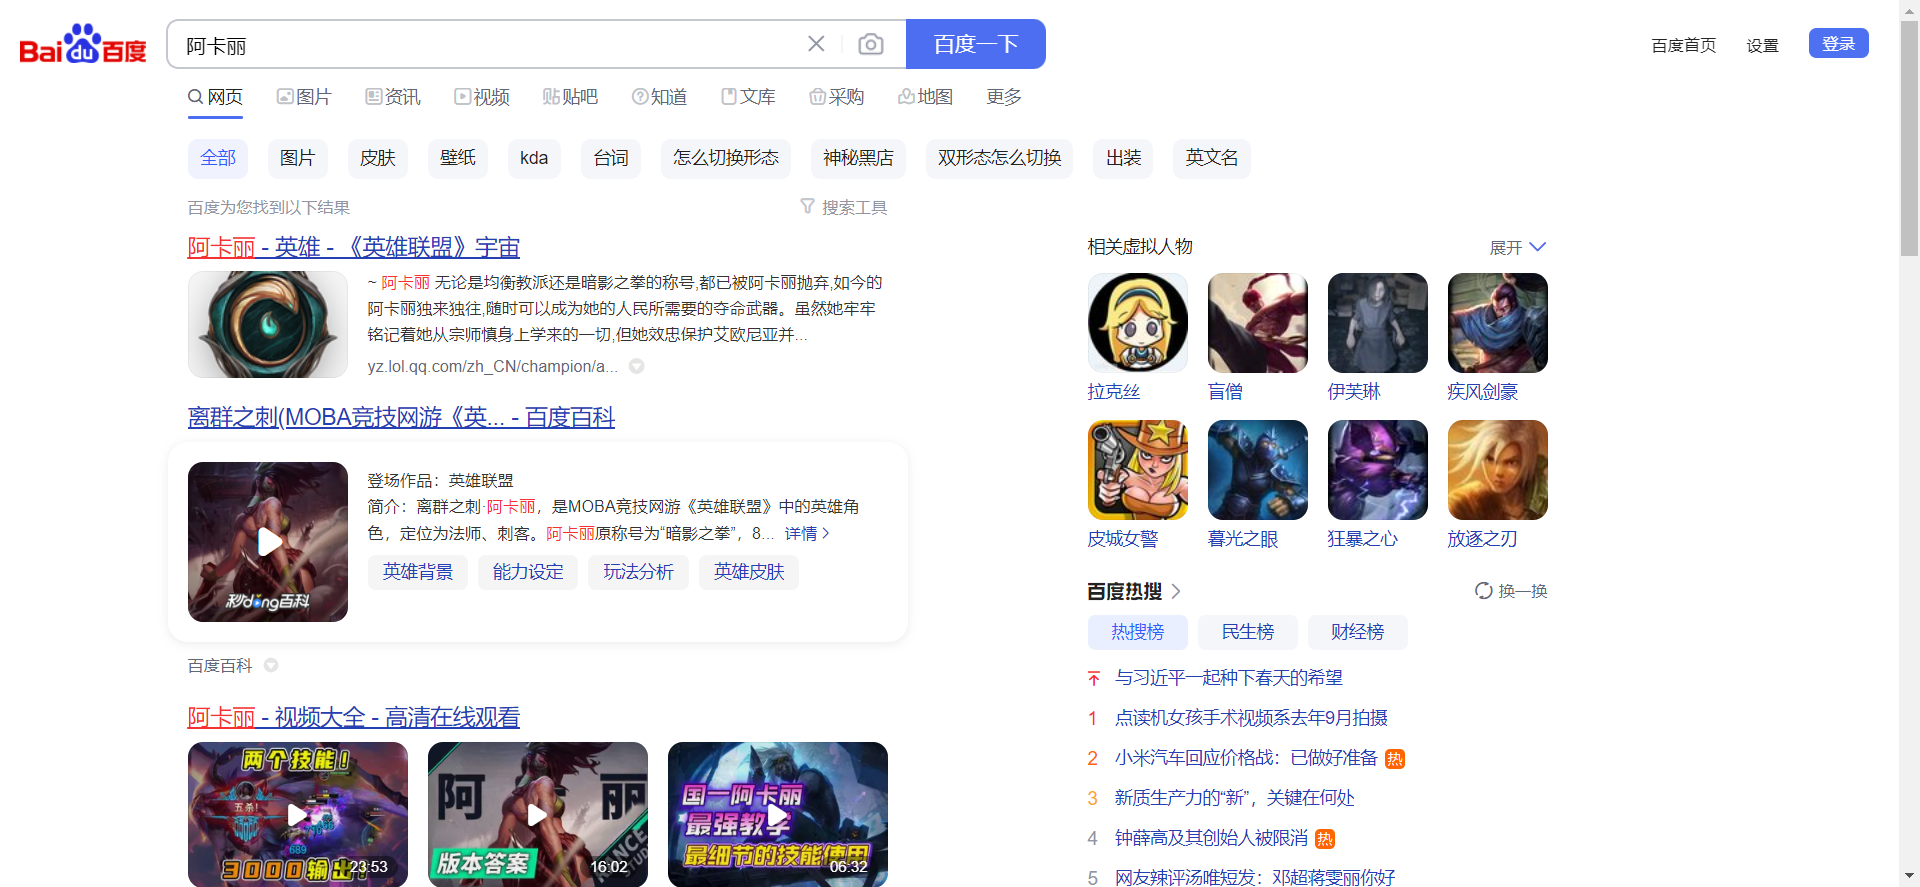 Bai du 百度
阿卡丽
百度一下
百度首页 设置 登录
网页 图片 资讯 视频 贴吧 知道 文库 采购 地图 更多
全部 图片 皮肤 壁纸 kda 台词 怎么切换形态 神秘黑店 双形态怎么切换 出装 英文名
百度为您找到以下结果
搜索工具
阿卡丽 - 英雄 - 《英雄联盟》宇宙
~ 阿卡丽 无论是均衡教派还是暗影之拳的称号,都已被阿卡丽抛弃,如今的
阿卡丽独来独往,随时可以成为她的人民所需要的夺命武器。虽然她牢牢
铭记着她从宗师慎身上学来的一切,但她效忠保护艾欧尼亚并...
yz.lol.qq.com/zh_CN/champion/a...
离群之刺(MOBA竞技网游《英... - 百度百科
秒dong百科
登场作品：英雄联盟
简介：离群之刺·阿卡丽，是MOBA竞技网游《英雄联盟》中的英雄角
色，定位为法师、刺客。阿卡丽原称号为“暗影之拳”，8... 详情
英雄背景 能力设定 玩法分析 英雄皮肤
百度百科
阿卡丽 - 视频大全 - 高清在线观看
两个技能！
五杀！
689
3000输出！
23:53
阿 丽
版本答案
16:02
国一阿卡丽
最强教学
最细节的技能使用
06:32
相关虚拟人物
展开
拉克丝 盲僧 伊芙琳 疾风剑豪
皮城女警 暮光之眼 狂暴之心 放逐之刃
百度热搜
换一换
热搜榜 民生榜 财经榜
与习近平一起种下春天的希望
1 点读机女孩手术视频系去年9月拍摄
2 小米汽车回应价格战：已做好准备 热
3 新质生产力的“新”，关键在何处
4 钟薛高及其创始人被限消 热
5 网友辣评汤唯短发：邓超蒋雯丽你好